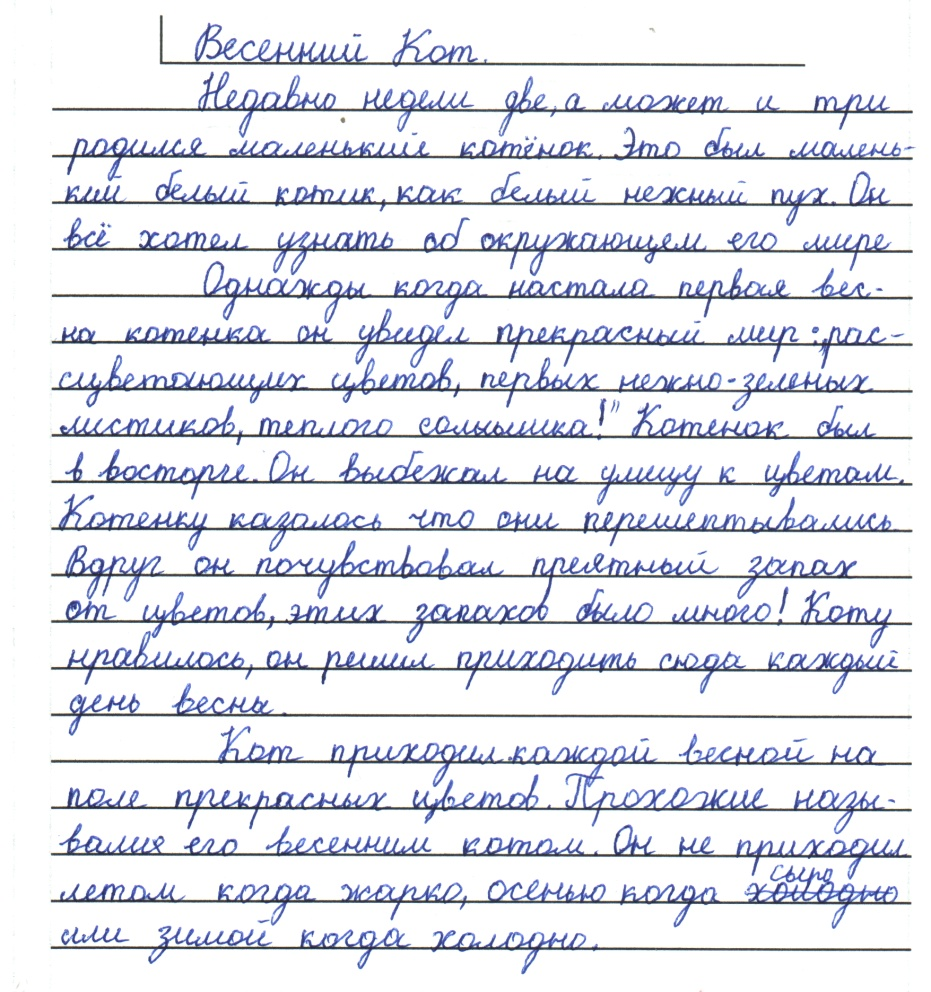 Весенний Кот.
Недавно недели две, а может и три
родился маленький котёнок. Это был малень-
кий белый котик, как белый нежный пух. Он
всё хотел узнать об окружающем его мире
Однажды когда настала первая вес-
на котенка он увидел прекрасный мир: „рас-
сцветающих цветов, первых нежно-зеленых
листиков, теплого солнышка!“ Котенок был
в восторге. Он выбежал на улицу к цветам.
Котенку казалось что они перешептывались.
Вдруг он почувствовал преятный запах
от цветов, этих запахов было много! Коту
нравилось, он решил приходить сюда каждый
день весны.
Кот приходил каждой весной на
поле прекрасных цветов. Прохожие назы-
валие его весенним котом. Он не приходил
летом когда жарко, осенью когда сыро холодно
или зимой когда холодно.